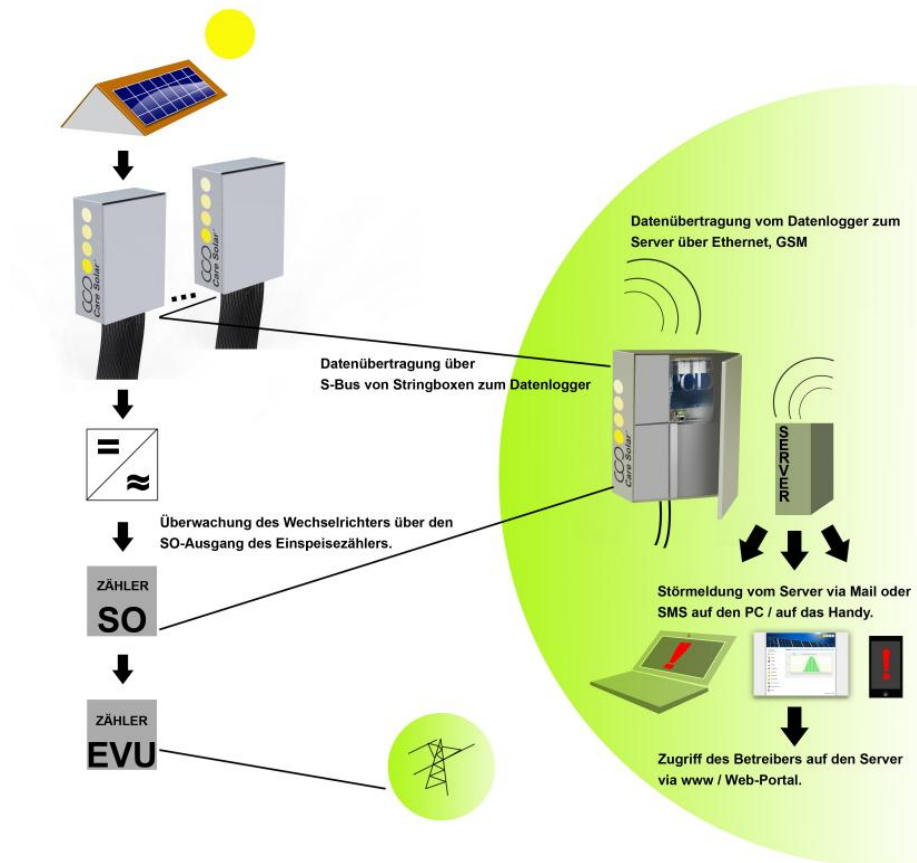 Care Solar
Care Solar
Datenübertragung vom Datenlogger zum
Server über Ethernet, GSM
Datenübertragung über
S-Bus von Stringboxen zum Datenlogger
Care Solar
SERVER
Überwachung des Wechselrichters über den
SO-Ausgang des Einspeisezählers.
ZÄHLER
SO
Störmeldung vom Server via Mail oder
SMS auf den PC / auf das Handy.
!
!
ZÄHLER
EVU
Zugriff des Betreibers auf den Server
via www / Web-Portal.